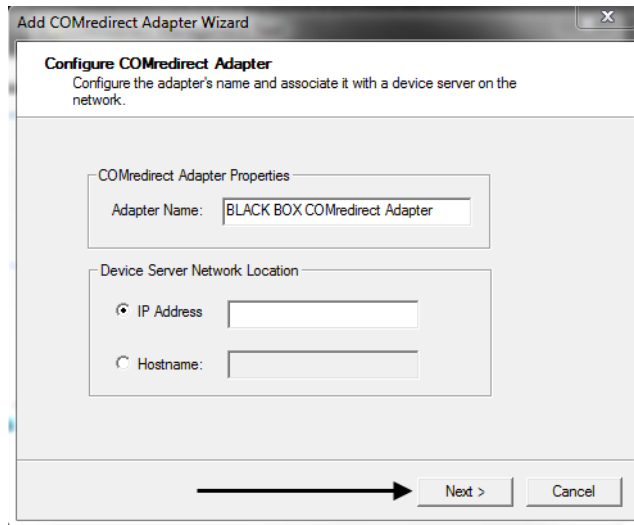 Add COMredirect Adapter Wizard
Configure COMredirect Adapter
Configure the adapter's name and associate it with a device server on the
network.
COMredirect Adapter Properties
Adapter Name: BLACK BOX COMredirect Adapter
Device Server Network Location
IP Address
Hostname:
Next > Cancel